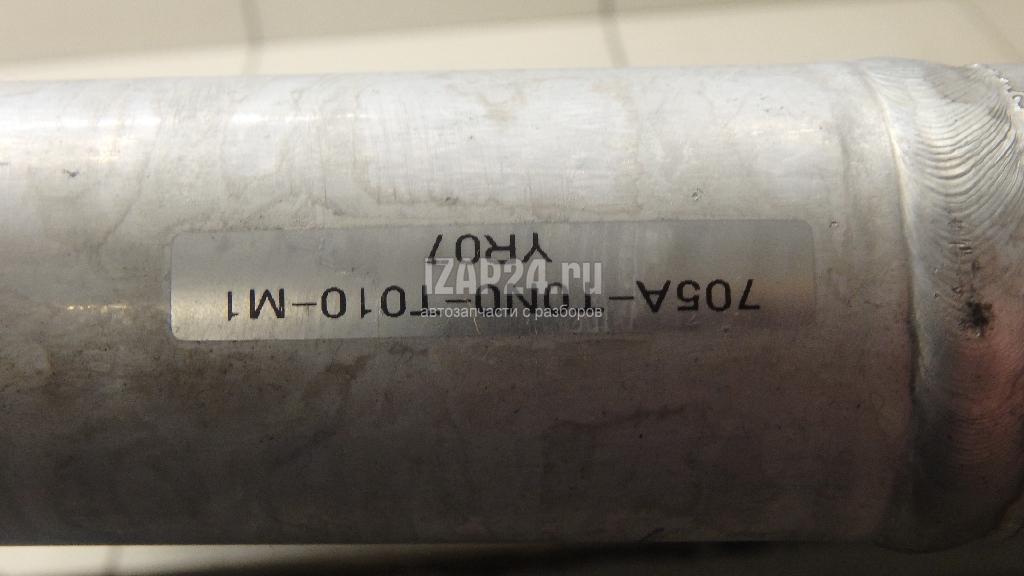 705A-T0N0-T010-M1
YR07
IZAP24.ru
автозапчасти с разборов